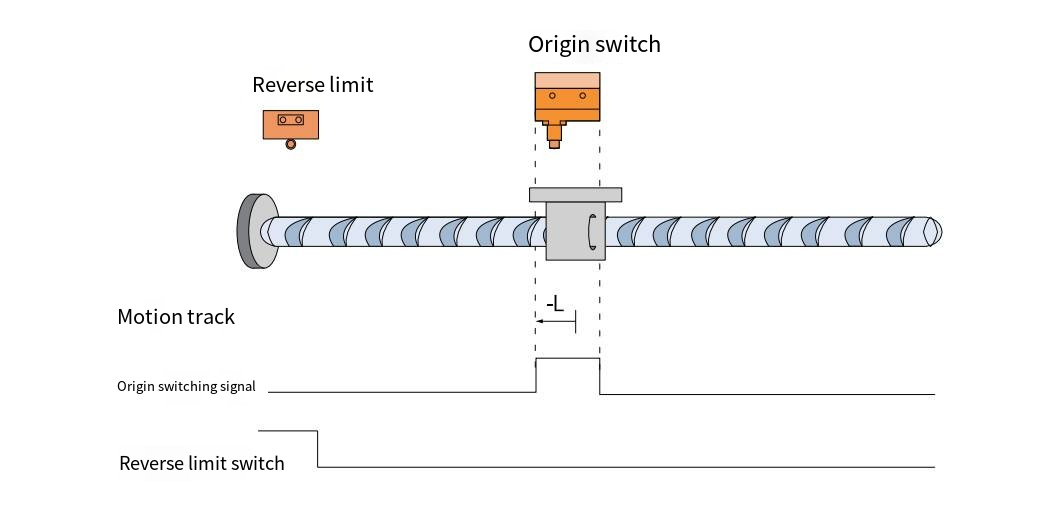 Origin switch
Reverse limit
-L
Motion track
Origin switching signal
Reverse limit switch